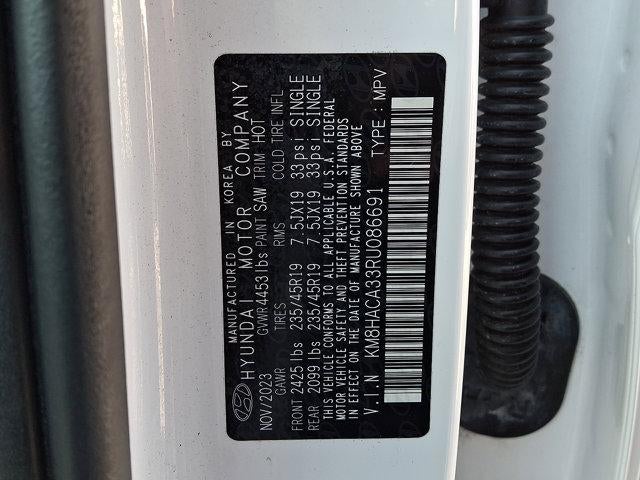 MANUFACTURED IN KOREA BY
HYUNDAI MOTOR COMPANY
NOV/2023 GVWR 4453 lbs PAINT SAW TRIM HOT
GAWR TIRES RIMS COLD TIRE INFL
FRONT 2425 lbs 235/45R19 7.5JX19 33psi SINGLE
REAR 2099 lbs 235/45R19 7.5JX19 33psi SINGLE
THIS VEHICLE CONFORMS TO ALL APPLICABLE U.S.A. FEDERAL
MOTOR VEHICLE SAFETY AND THEFT PREVENTION STANDARDS
IN EFFECT ON THE DATE OF MANUFACTURE SHOWN ABOVE
V.I.N KM8HACA33RU086691 TYPE : MPV